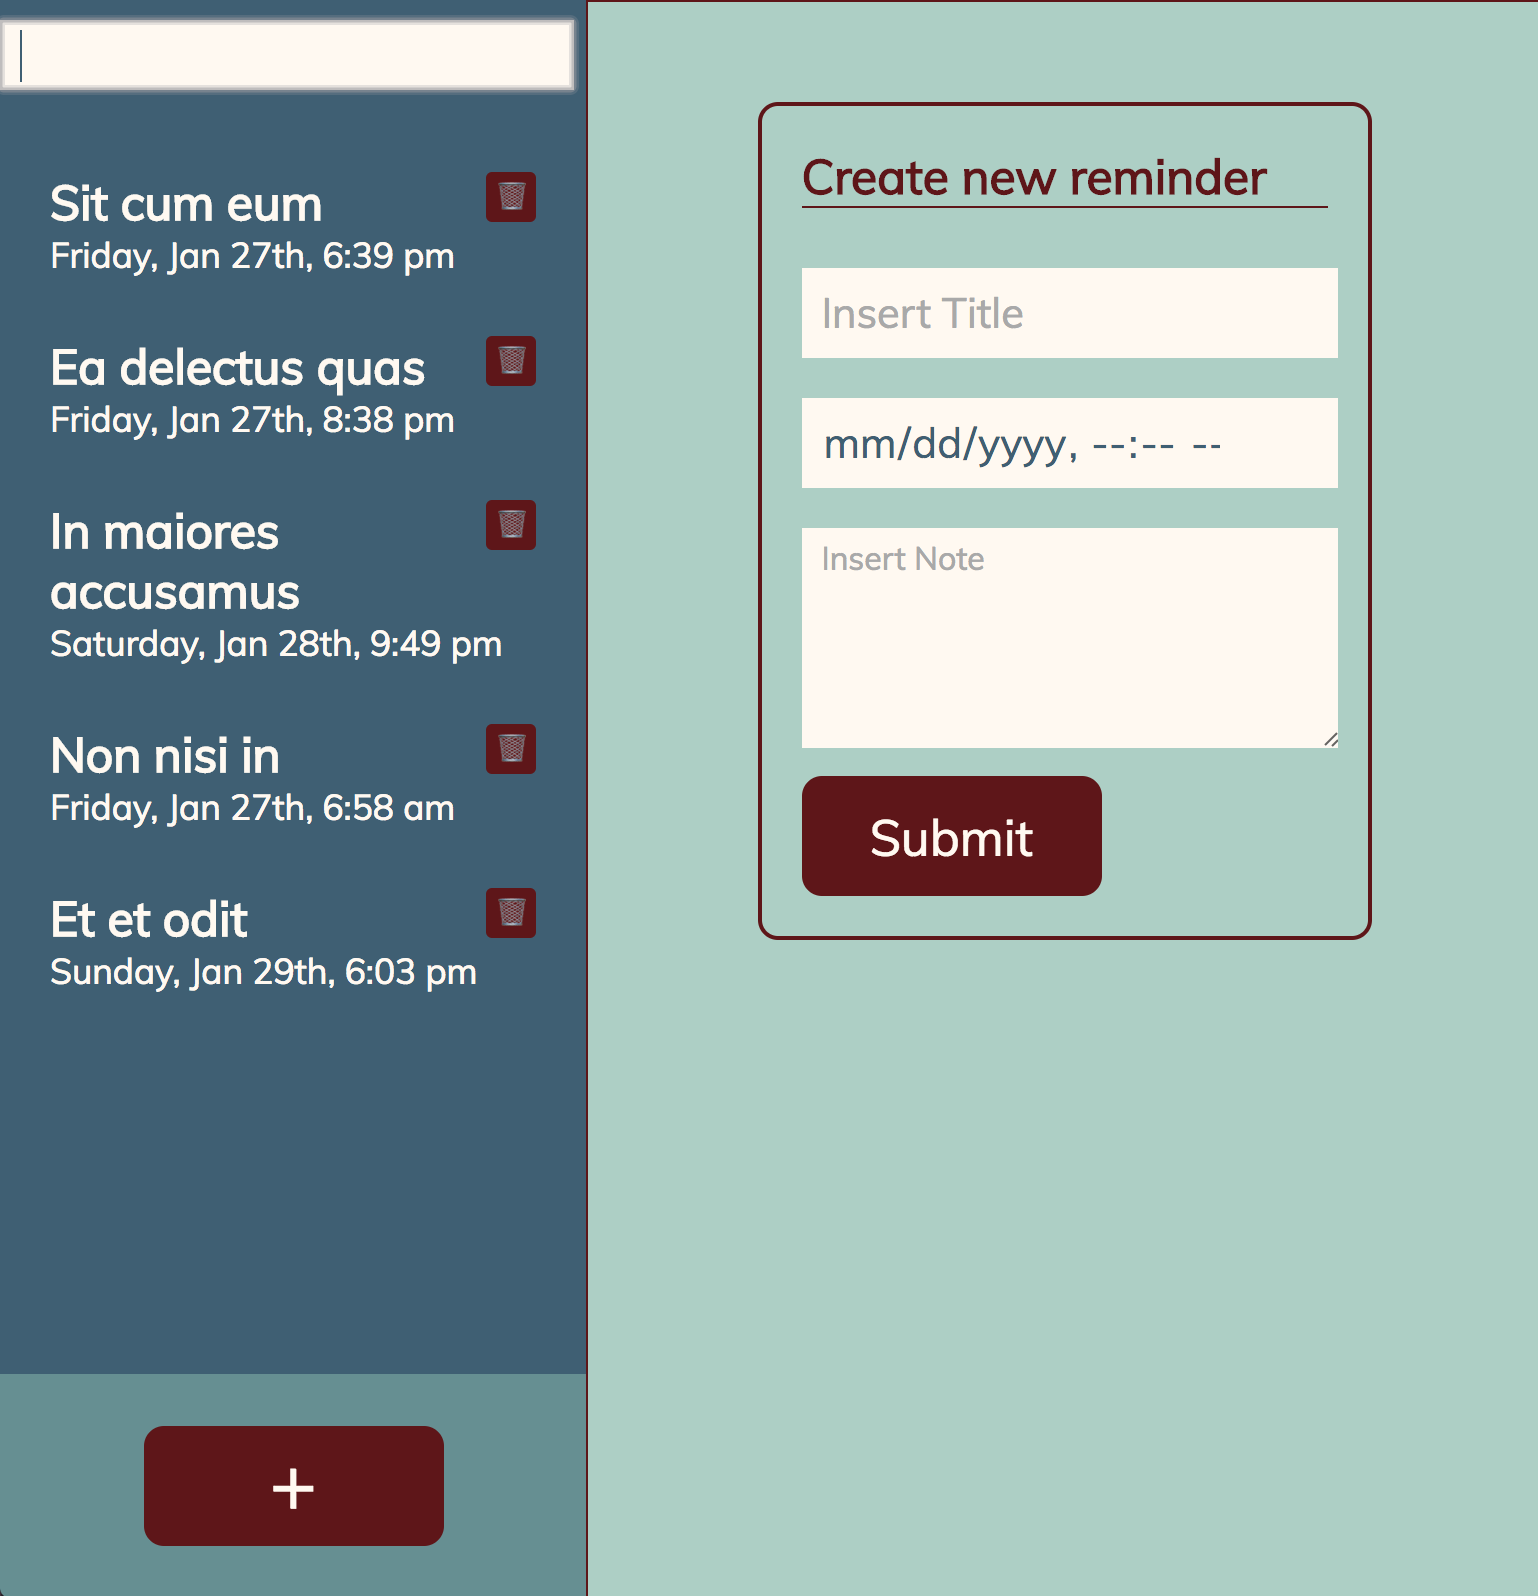 Sit cum eum
Friday, Jan 27th, 6:39 pm
Ea delectus quas
Friday, Jan 27th, 8:38 pm
In maiores
accusamus
Saturday, Jan 28th, 9:49 pm
Non nisi in
Friday, Jan 27th, 6:58 am
Et et odit
Sunday, Jan 29th, 6:03 pm
+
Create new reminder
Insert Title
mm/dd/yyyy, --:-- --
Insert Note
Submit